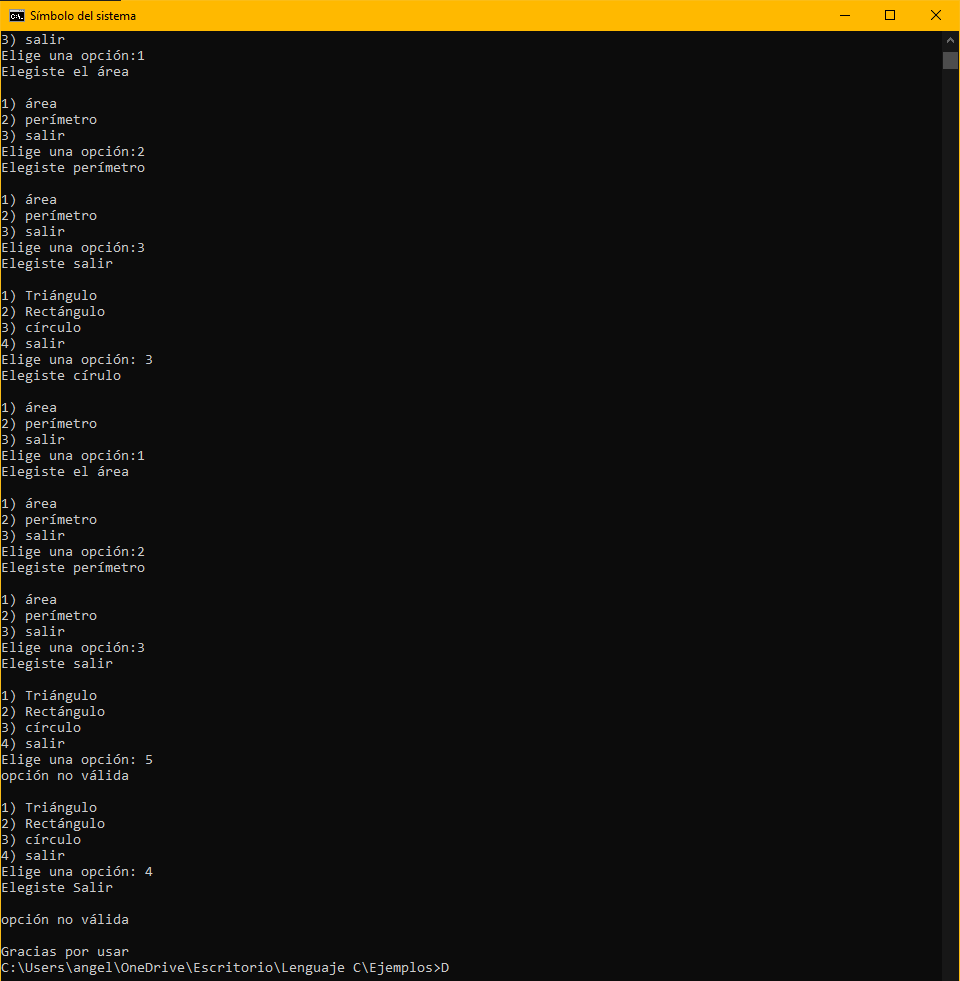 Símbolo del sistema
3) salir
Elige una opción:1
Elegiste el área
1) área
2) perímetro
3) salir
Elige una opción:2
Elegiste perímetro
1) área
2) perímetro
3) salir
Elige una opción:3
Elegiste salir
1) Triángulo
2) Rectángulo
3) círculo
4) salir
Elige una opción: 3
Elegiste círulo
1) área
2) perímetro
3) salir
Elige una opción:1
Elegiste el área
1) área
2) perímetro
3) salir
Elige una opción:2
Elegiste perímetro
1) área
2) perímetro
3) salir
Elige una opción:3
Elegiste salir
1) Triángulo
2) Rectángulo
3) círculo
4) salir
Elige una opción: 5
opción no válida
1) Triángulo
2) Rectángulo
3) círculo
4) salir
Elige una opción: 4
Elegiste Salir
opción no válida
Gracias por usar
C:\Users\angel\OneDrive\Escritorio\Lenguaje C\Ejemplos>D